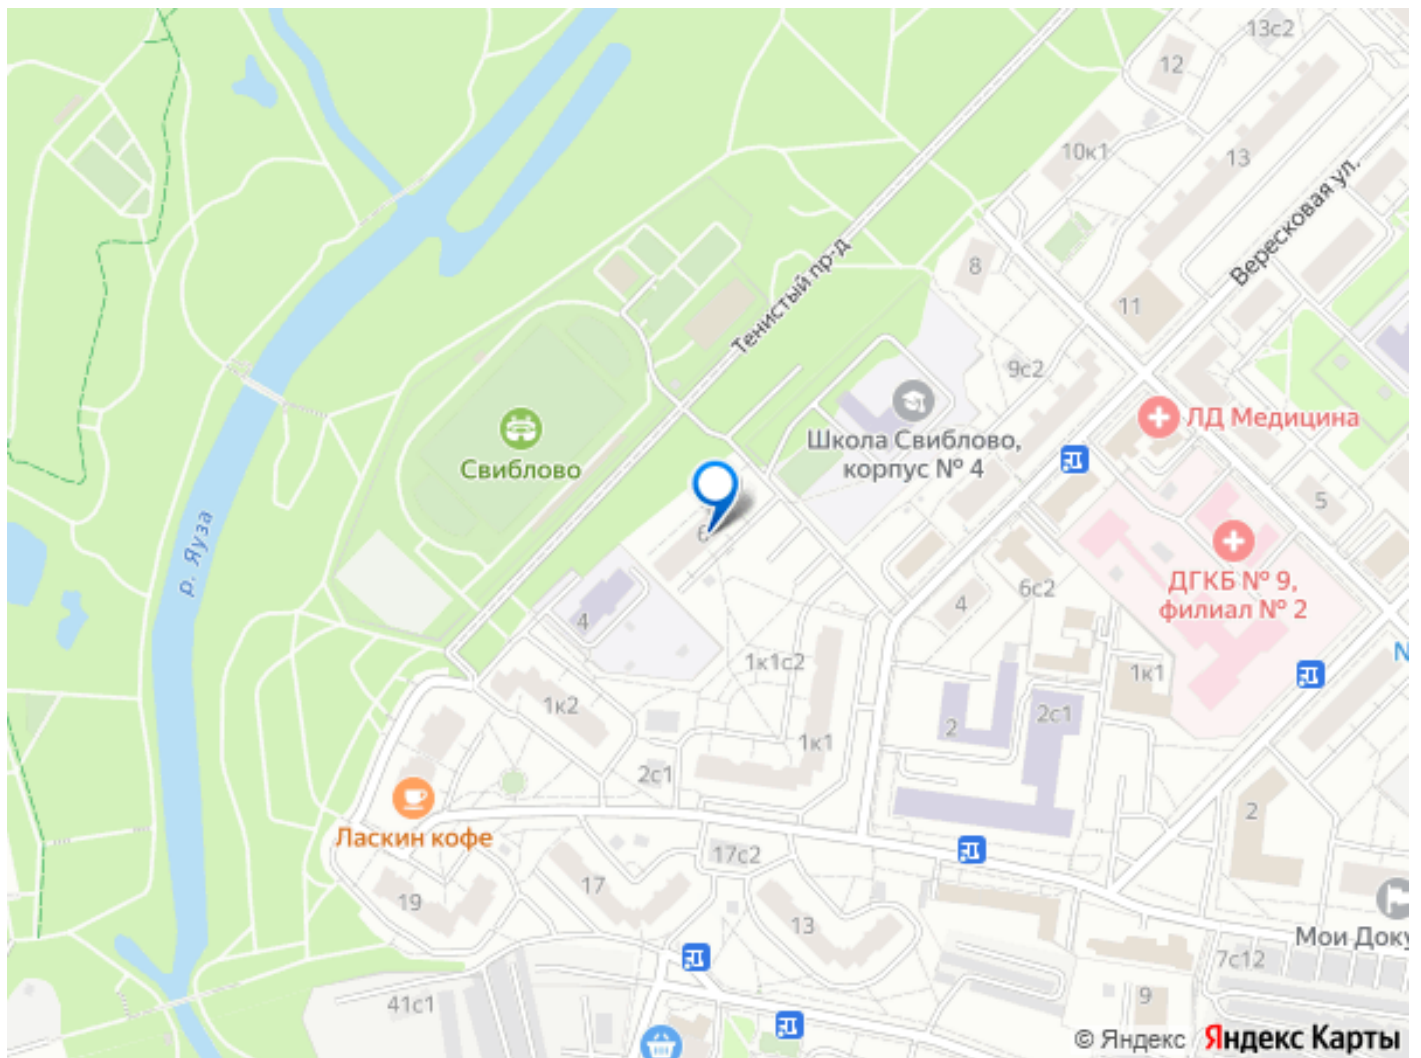 13с2
12
10к1
13
Вересковая ул.
8
11
Тенистый пр-д
9с2
ЛД Медицина
Школа Свиблово,
корпус № 4
Свиблово
5
р. Яуза
6
ДГКБ № 9,
филиал № 2
6с2
4
4
1к1с2
1к1
1к2
2с1
2
1к1
2с1
2
Ласкин кофе
17с2
17
19
13
Мои Доку
7с12
41с1
9
© Яндекс Яндекс Карты